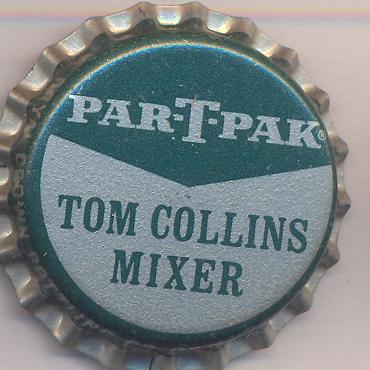 PAR-T-PAK®
TOM COLLINS
MIXER